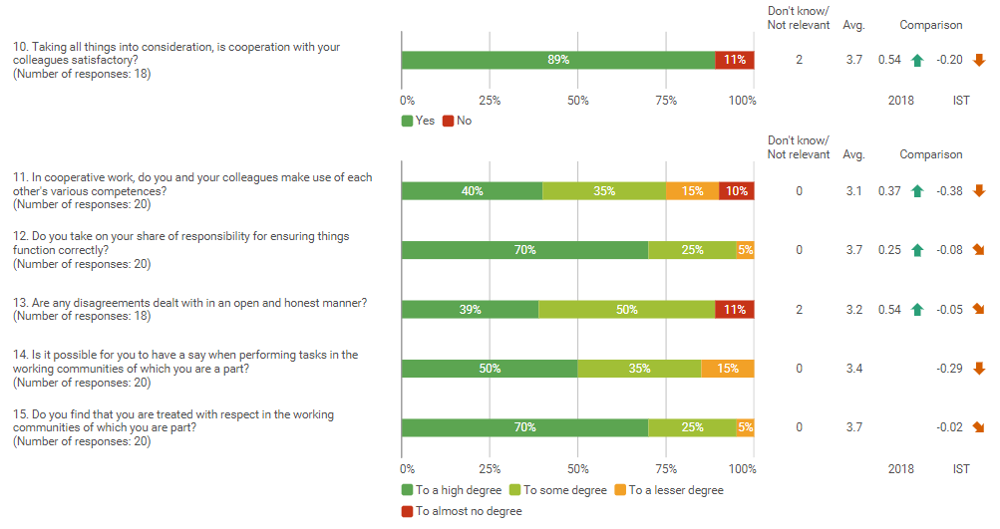 Don't know/
Not relevant Avg. Comparison
10. Taking all things into consideration, is cooperation with your
colleagues satisfactory?
(Number of responses: 18)
89% 11% 2 3.7 0.54 -0.20
0% 25% 50% 75% 100% 2018 IST
Yes No
Don't know/
Not relevant Avg. Comparison
11. In cooperative work, do you and your colleagues make use of each
other's various competences?
(Number of responses: 20)
40% 35% 15% 10% 0 3.1 0.37 -0.38
12. Do you take on your share of responsibility for ensuring things
function correctly?
(Number of responses: 20)
70% 25% 5% 0 3.7 0.25 -0.08
13. Are any disagreements dealt with in an open and honest manner?
(Number of responses: 18)
39% 50% 11% 2 3.2 0.54 -0.05
14. Is it possible for you to have a say when performing tasks in the
working communities of which you are a part?
(Number of responses: 20)
50% 35% 15% 0 3.4 -0.29
15. Do you find that you are treated with respect in the working
communities of which you are part?
(Number of responses: 20)
70% 25% 5% 0 3.7 -0.02
0% 25% 50% 75% 100% 2018 IST
To a high degree To some degree To a lesser degree
To almost no degree